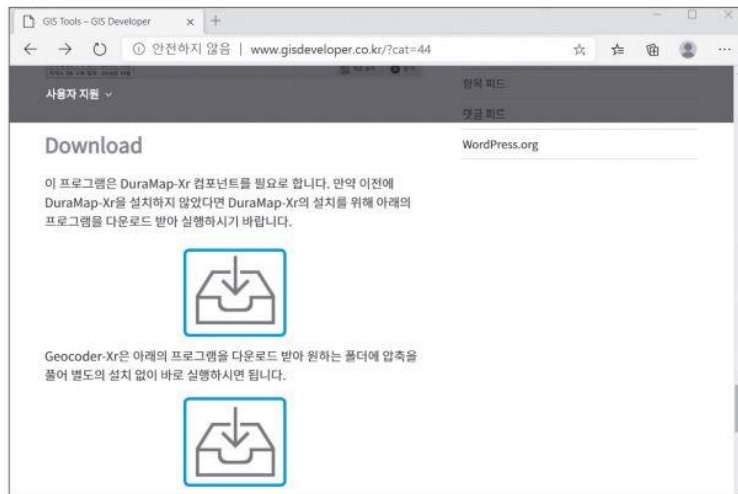 GIS Tools – GIS Developer
안전하지 않음 | www.gisdeveloper.co.kr/?cat=44
사용자 지원
항목 피드
댓글 피드
WordPress.org
Download
이 프로그램은 DuraMap-Xr 컴포넌트를 필요로 합니다. 만약 이전에
DuraMap-Xr을 설치하지 않았다면 DuraMap-Xr의 설치를 위해 아래의
프로그램을 다운로드 받아 실행하시기 바랍니다.
Geocoder-Xr은 아래의 프로그램을 다운로드 받아 원하는 폴더에 압축을
풀어 별도의 설치 없이 바로 실행하시면 됩니다.